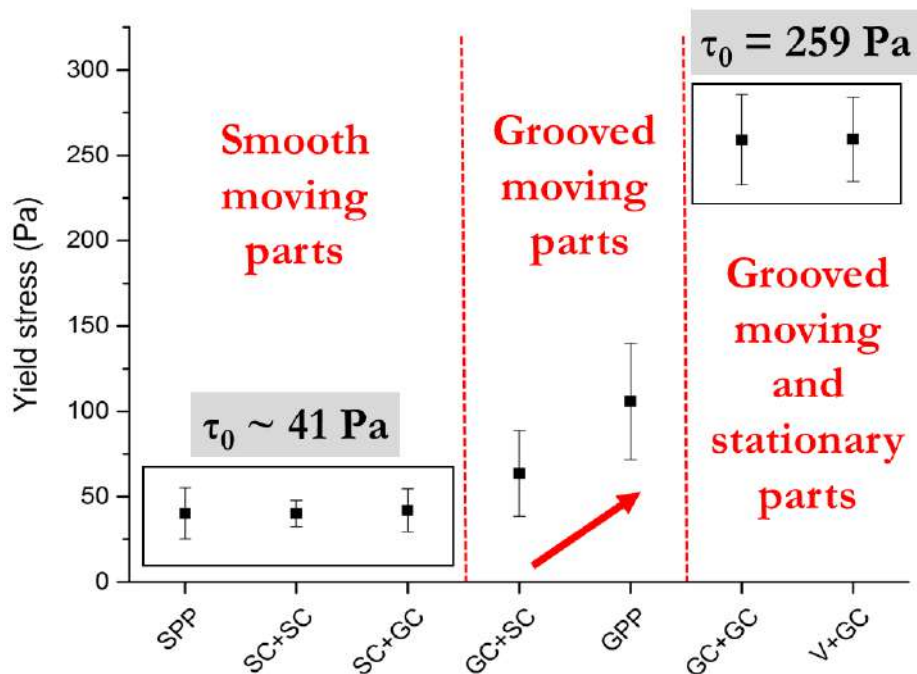 τ₀ = 259 Pa
300
250
200
150
100
50
0
Yield stress (Pa)
Smooth
moving
parts
Grooved
moving
parts
Grooved
moving
and
stationary
parts
τ₀ ~ 41 Pa
SPP
SC+SC
SC+GC
GC+SC
GPP
GC+GC
V+GC